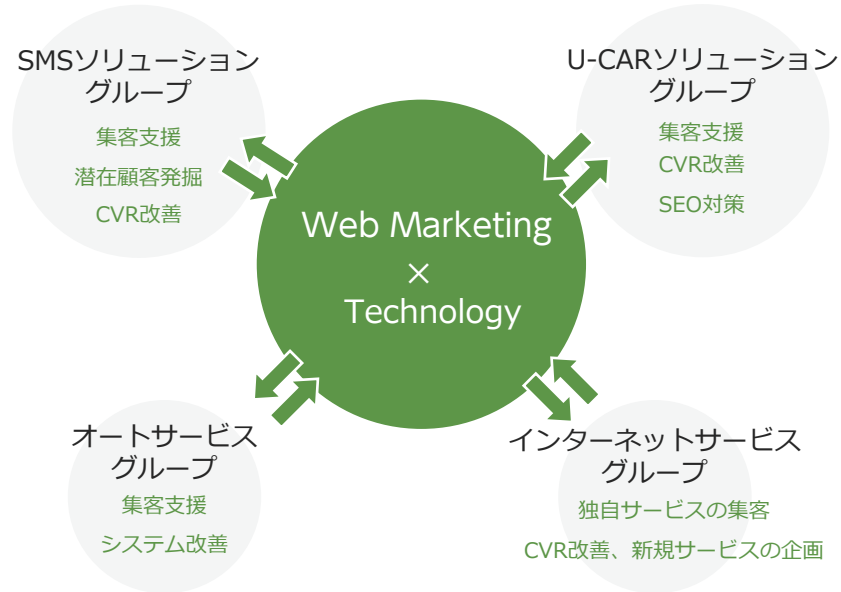 SMSソリューション
グループ
集客支援
潜在顧客発掘
CVR改善
U-CARソリューション
グループ
集客支援
CVR改善
SEO対策
Web Marketing
×
Technology
オートサービス
グループ
集客支援
システム改善
インターネットサービス
グループ
独自サービスの集客
CVR改善、新規サービスの企画